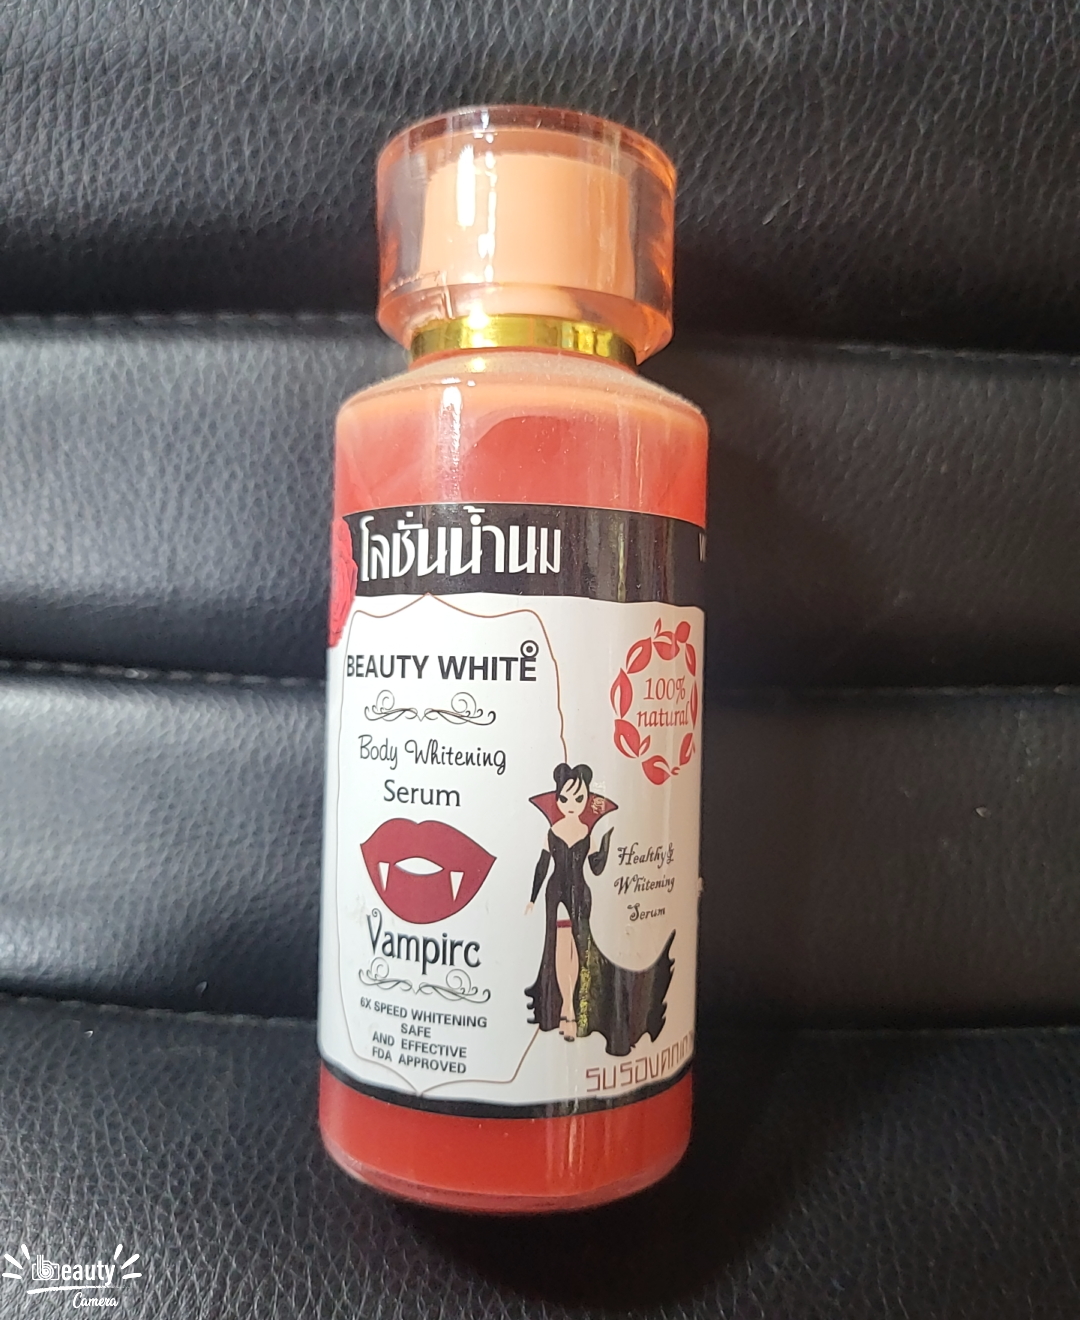 โลชั่นน้ำนม
BEAUTY WHITE
Body Whitening
Serum
Vampirc
6X SPEED WHITENING
SAFE
AND EFFECTIVE
FDA APPROVED
100%
natural
Healthy&
Whitening
Serum
beauty
Camera